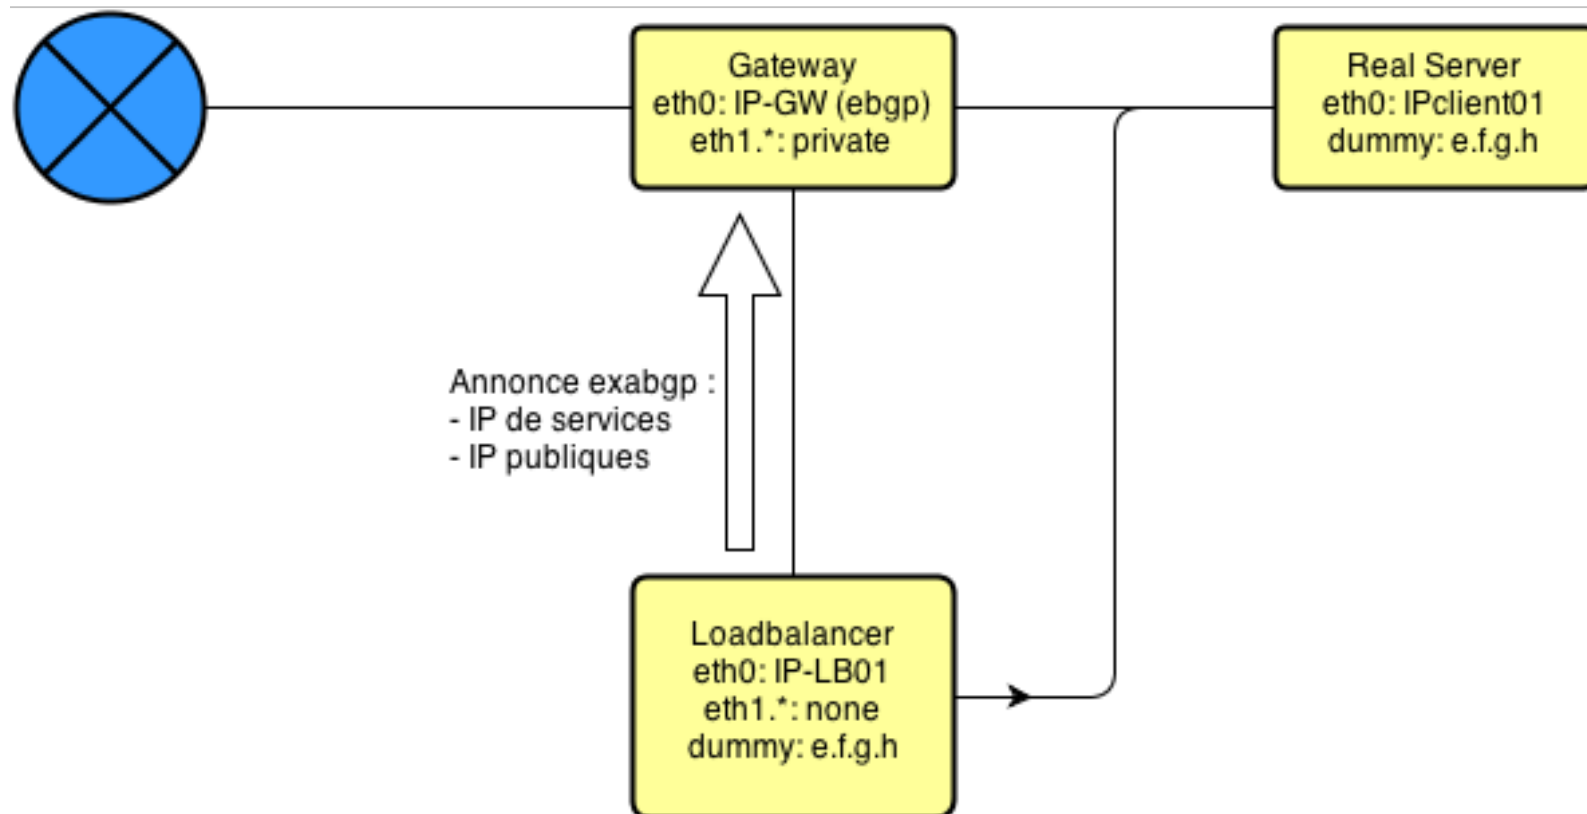 Gateway
eth0: IP-GW (ebgp)
eth1.*: private
Real Server
eth0: IPclient01
dummy: e.f.g.h
Annonce exabgp :
- IP de services
- IP publiques
Loadbalancer
eth0: IP-LB01
eth1.*: none
dummy: e.f.g.h